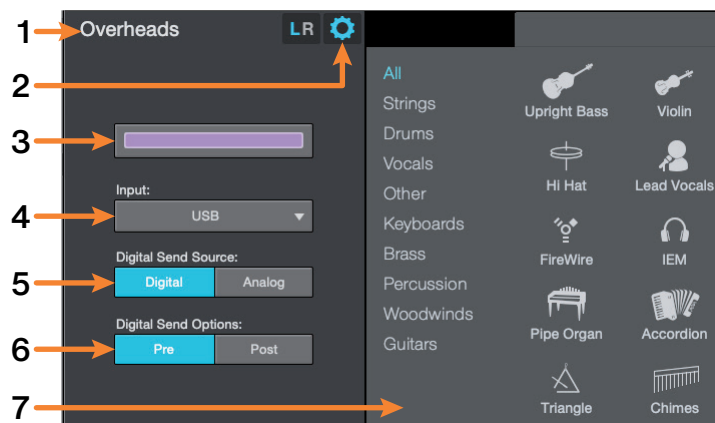 1
Overheads
LR
2
3
Input:
4
USB
Digital Send Source:
5
Digital
Analog
Digital Send Options:
6
Pre
Post
7
All
Strings
Drums
Vocals
Other
Keyboards
Brass
Percussion
Woodwinds
Guitars
Upright Bass
Violin
Hi Hat
Lead Vocals
FireWire
IEM
Pipe Organ
Accordion
Triangle
Chimes